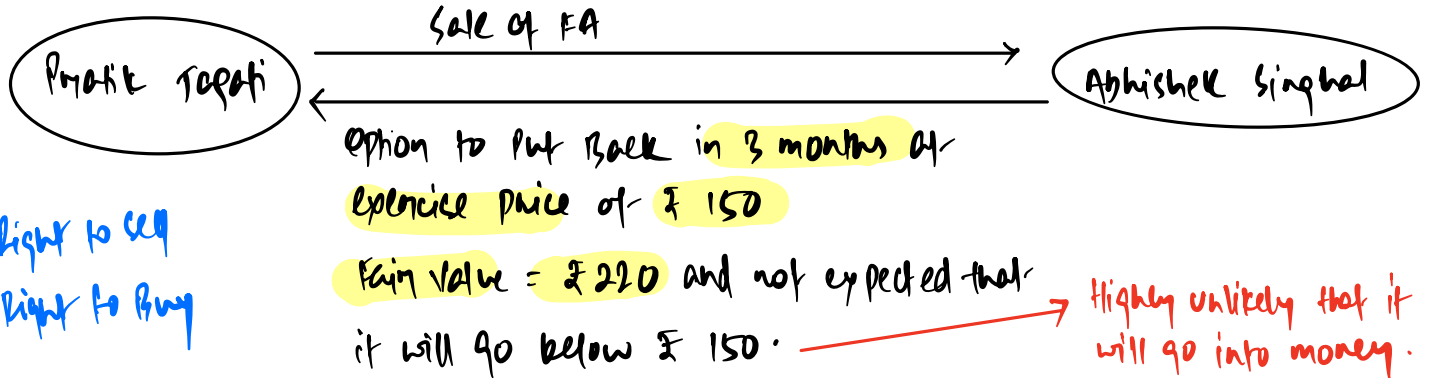 Sale of FA
Pratik Jagati
Abhishek Singhal
option to Put Back in 3 months at
exercise price of ₹ 150
Fair Value = ₹ 220 and not expected that
it will go below ₹ 150.
Right to sell
Right to Buy
Highly unlikely that it
will go into money.